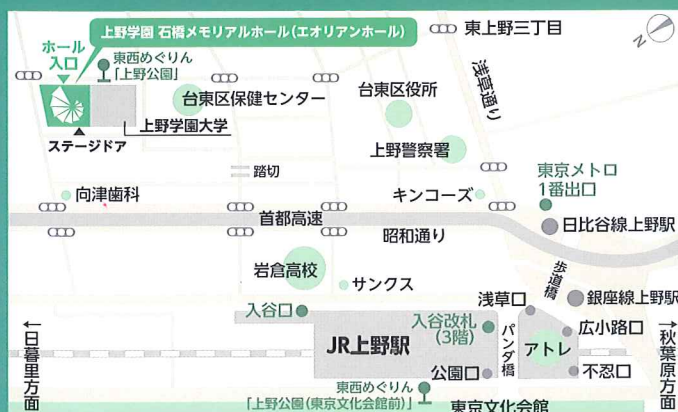 上野学園 石橋メモリアルホール(エオリアンホール)
東上野三丁目
N
ホール
入口
東西めぐりん
「上野公園」
台東区保健センター
台東区役所
浅草通り
上野学園大学
ステージドア
上野警察署
踏切
東京メトロ
1番出口
向津歯科
キンコーズ
首都高速
昭和通り
日比谷線上野駅
岩倉高校
サンクス
歩道橋
浅草口
銀座線上野駅
入谷口
入谷改札
(3階)
JR上野駅
パンダ橋
アトレ
広小路口
←日暮里方面
→秋葉原方面
公園口
不忍口
東西めぐりん
「上野公園(東京文化会館前)」
東京文化会館